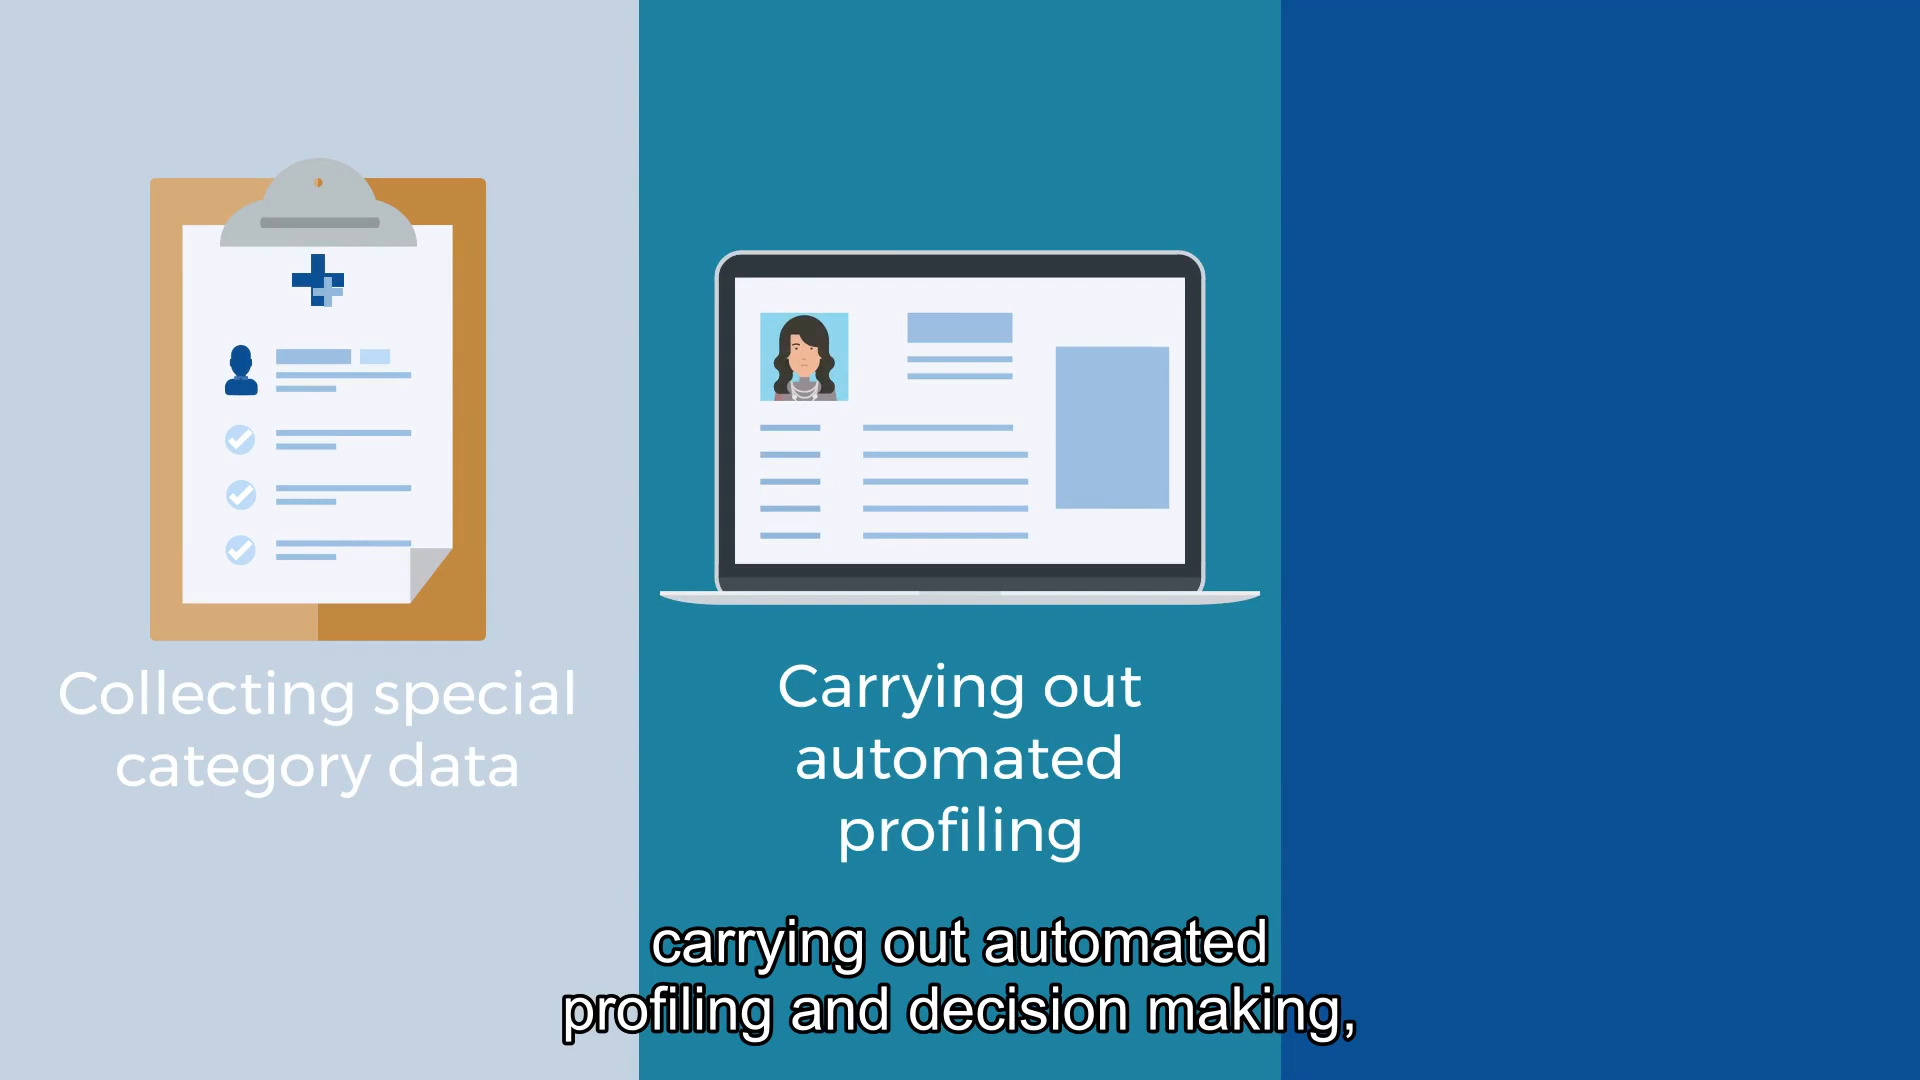 Collecting special
category data
Carrying out
automated
profiling
carrying out automated
profiling and decision making,